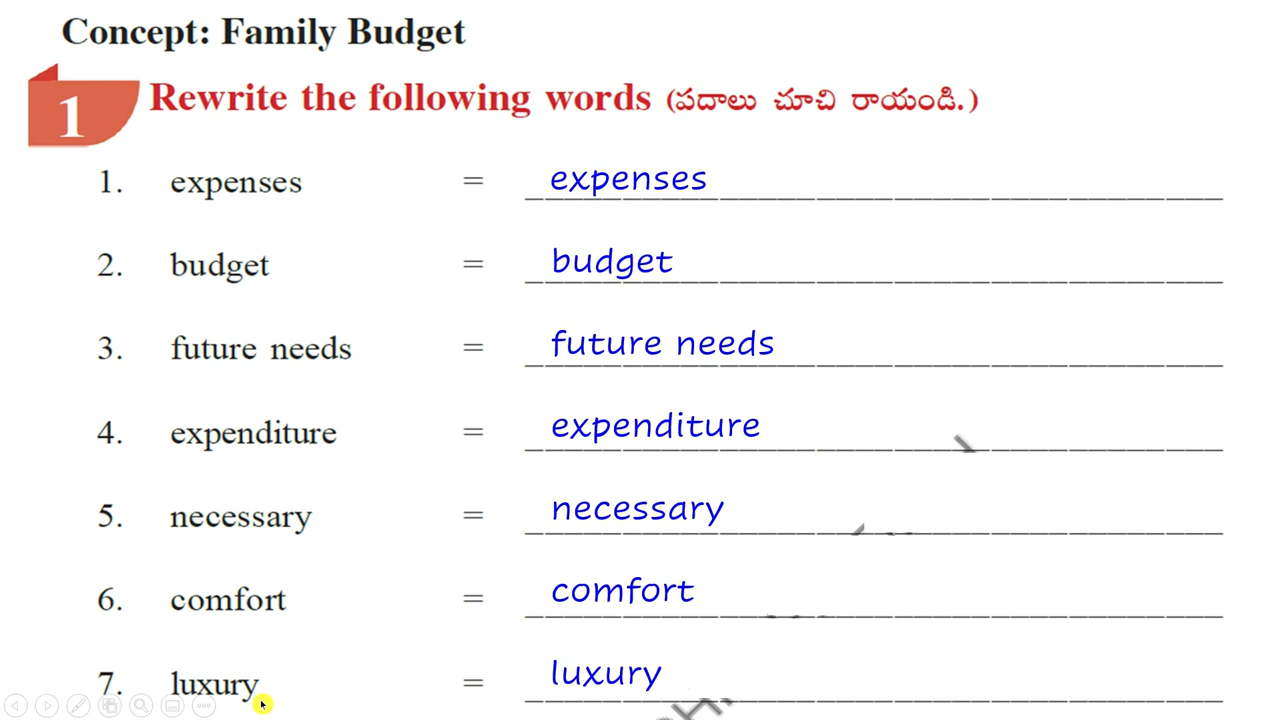 Concept: Family Budget
1 Rewrite the following words (పదాలు చూచి రాయండి.)
1. expenses = expenses
2. budget = budget
3. future needs = future needs
4. expenditure = expenditure
5. necessary = necessary
6. comfort = comfort
7. luxury = luxury